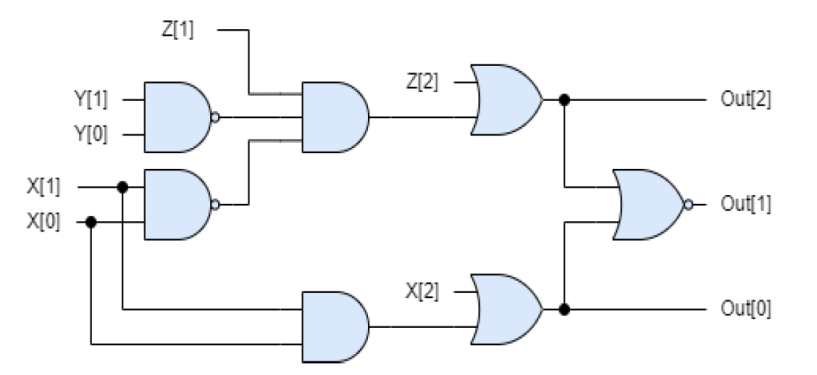 Z[1]
Z[2]
Y[1]
Out[2]
Y[0]
X[1]
Out[1]
X[0]
X[2]
Out[0]